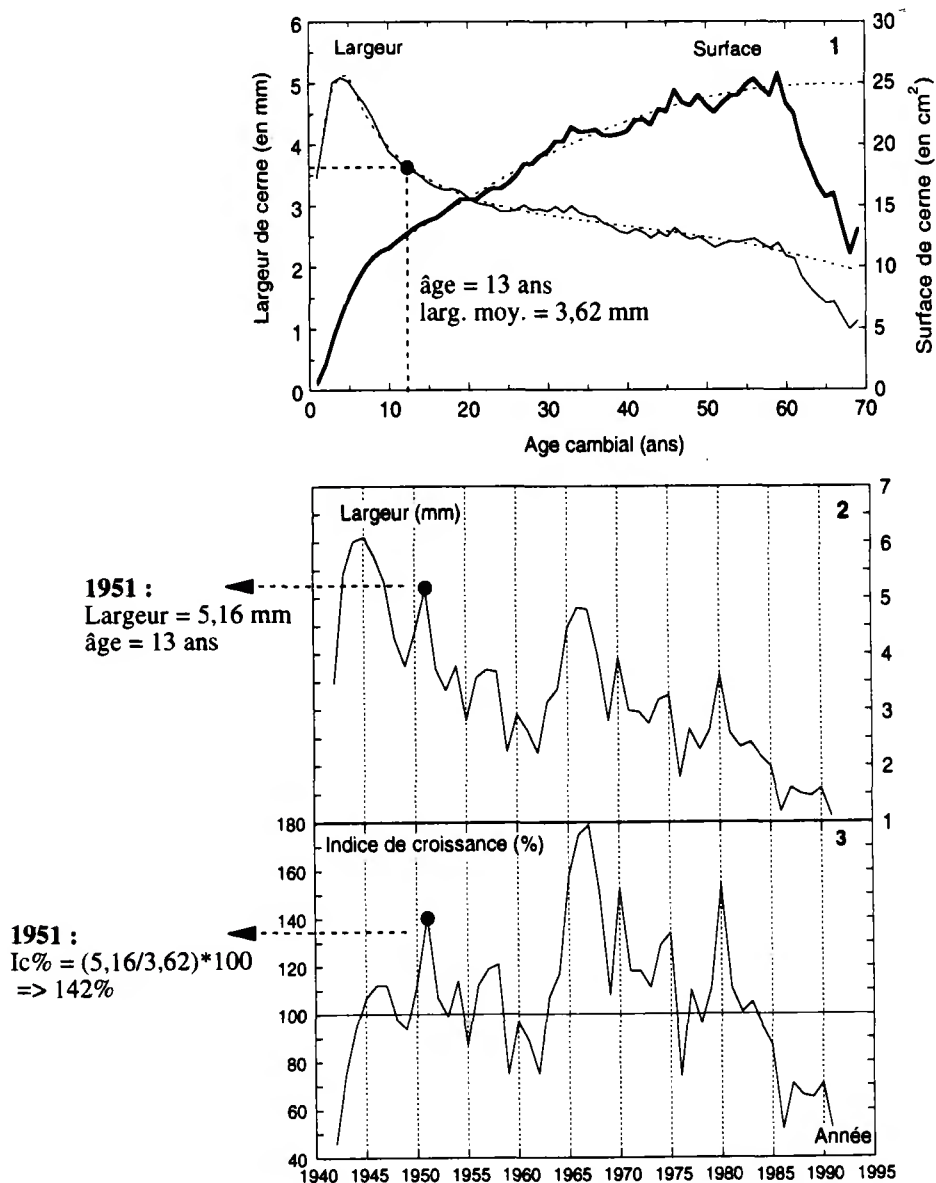 Largeur
Surface
1
Largeur de cerne (en mm)
6
5
4
3
2
1
0
30
25
20
15
10
5
0
Surface de cerne (en cm²)
âge = 13 ans
larg. moy. = 3,62 mm
0 10 20 30 40 50 60 70
Age cambial (ans)
Largeur (mm)
2
7
6
5
4
3
2
1
1951 :
Largeur = 5,16 mm
âge = 13 ans
Indice de croissance (%)
3
180
160
140
120
100
80
60
40
1951 :
Ic% = (5,16/3,62)*100
=> 142%
Année
1940 1945 1950 1955 1960 1965 1970 1975 1980 1985 1990 1995